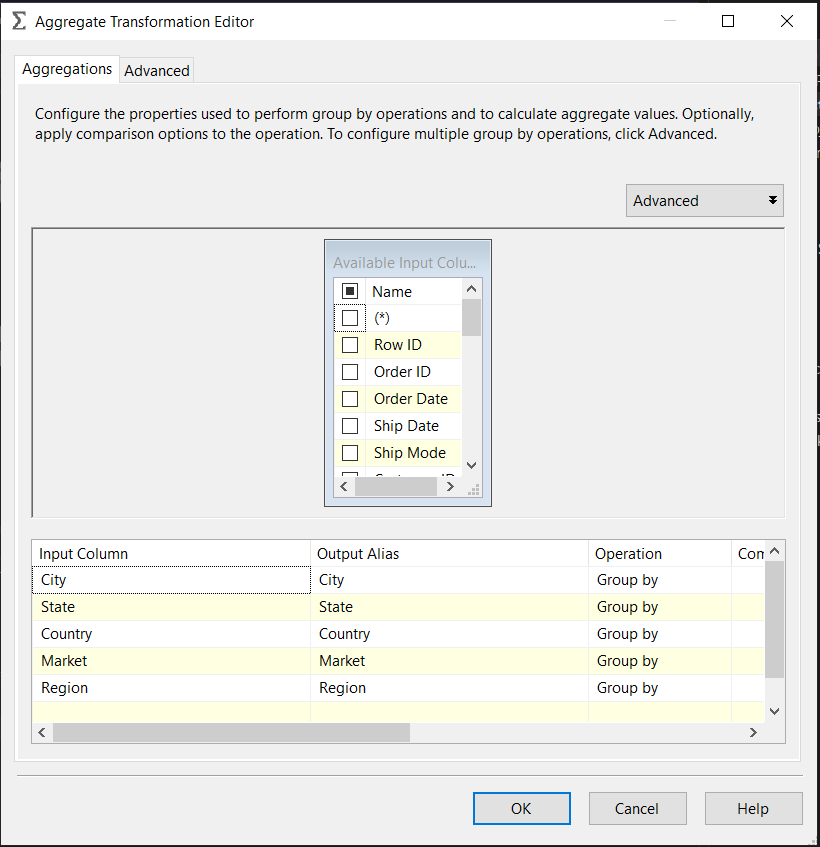 Aggregate Transformation Editor
Aggregations Advanced
Configure the properties used to perform group by operations and to calculate aggregate values. Optionally,
apply comparison options to the operation. To configure multiple group by operations, click Advanced.
Advanced
Available Input Colu...
Name
(*)
Row ID
Order ID
Order Date
Ship Date
Ship Mode
Input Column Output Alias Operation Com
City City Group by
State State Group by
Country Country Group by
Market Market Group by
Region Region Group by
OK Cancel Help